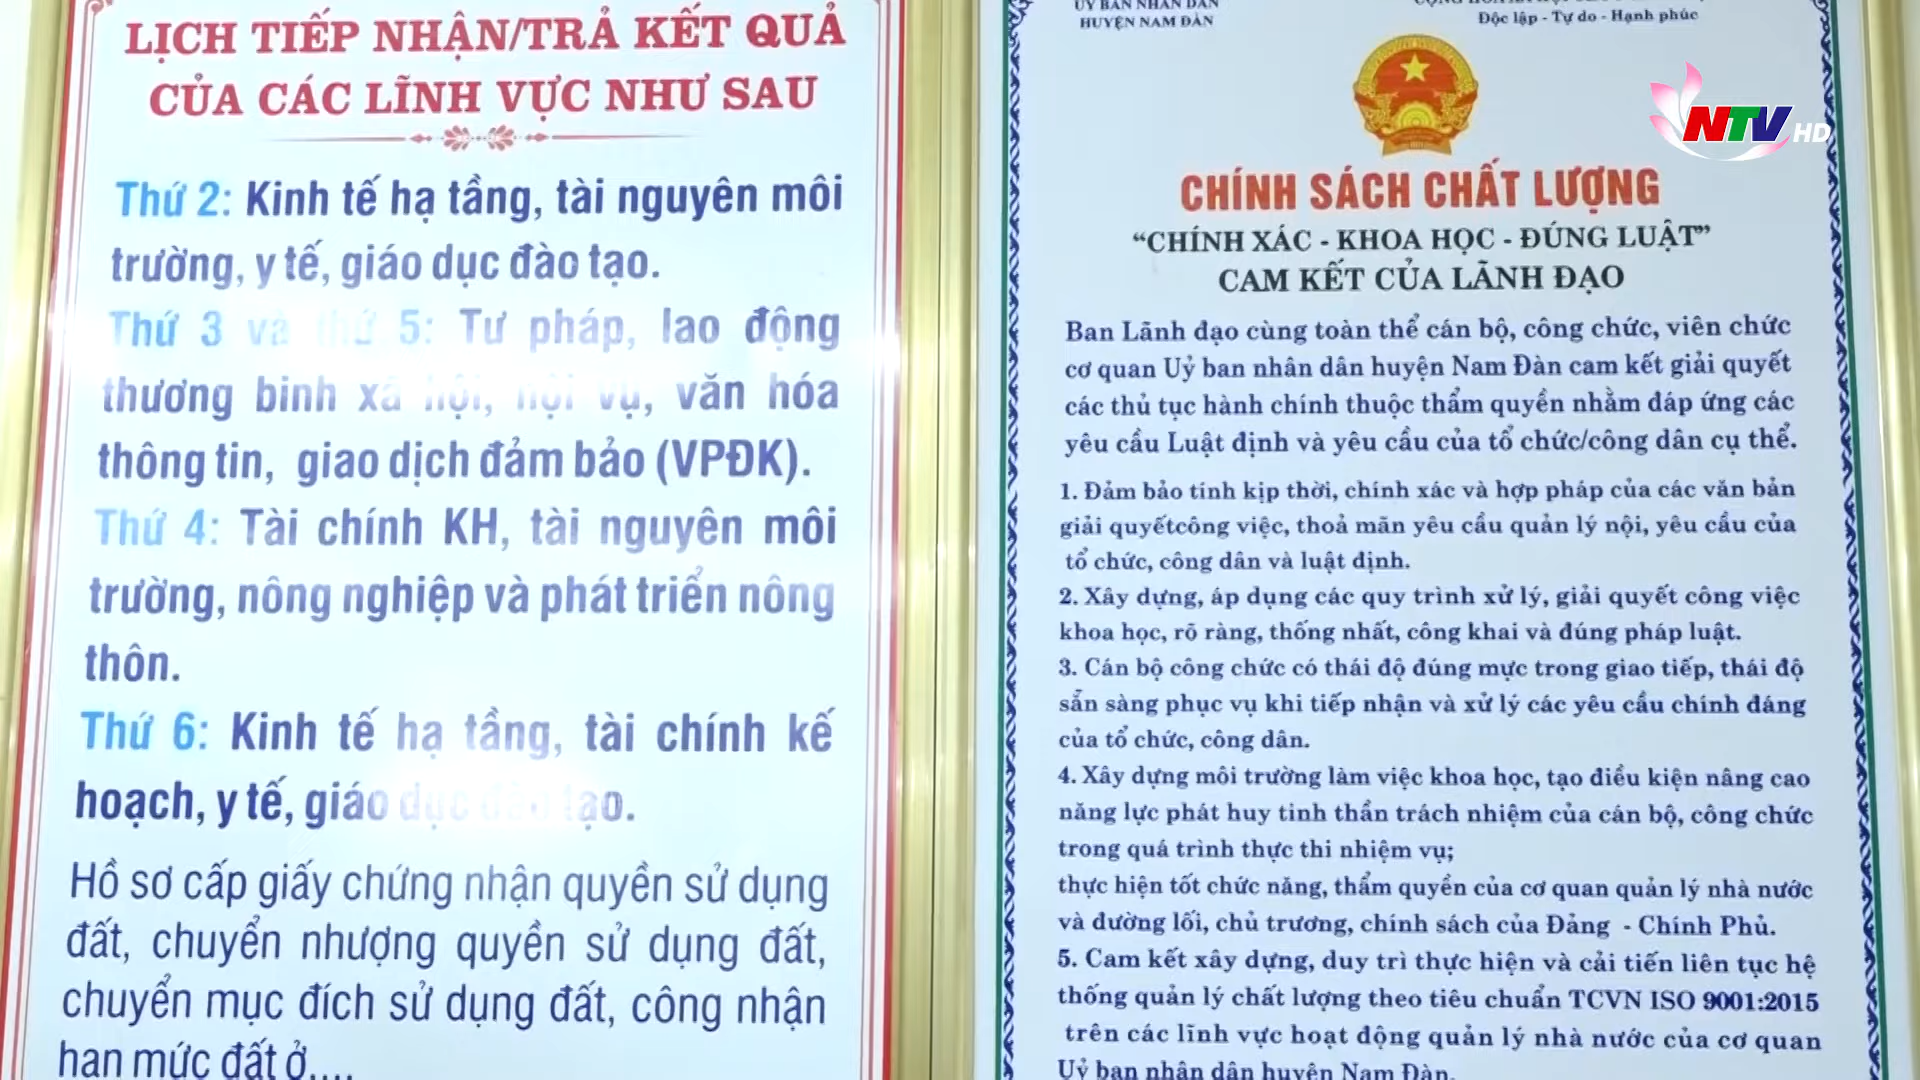 LỊCH TIẾP NHẬN/TRẢ KẾT QUẢ
CỦA CÁC LĨNH VỰC NHƯ SAU
Thứ 2: Kinh tế hạ tầng, tài nguyên môi
trường, y tế, giáo dục đào tạo.
Thứ 3 và thứ 5: Tư pháp, lao động
thương binh xã hội, nội vụ, văn hóa
thông tin, giao dịch đảm bảo (VPĐK).
Thứ 4: Tài chính KH, tài nguyên môi
trường, nông nghiệp và phát triển nông
thôn.
Thứ 6: Kinh tế hạ tầng, tài chính kế
hoạch, y tế, giáo dục đào tạo.
Hồ sơ cấp giấy chứng nhận quyền sử dụng
đất, chuyển nhượng quyền sử dụng đất,
chuyển mục đích sử dụng đất, công nhận
hạn mức đất ở....
ỦY BAN NHÂN DÂN
HUYỆN NAM ĐÀN
Độc lập - Tự do - Hạnh phúc
NTV HD
CHÍNH SÁCH CHẤT LƯỢNG
“CHÍNH XÁC - KHOA HỌC - ĐÚNG LUẬT”
CAM KẾT CỦA LÃNH ĐẠO
Ban Lãnh đạo cùng toàn thể cán bộ, công chức, viên chức
cơ quan Uỷ ban nhân dân huyện Nam Đàn cam kết giải quyết
các thủ tục hành chính thuộc thẩm quyền nhằm đáp ứng các
yêu cầu Luật định và yêu cầu của tổ chức/công dân cụ thể.
1. Đảm bảo tính kịp thời, chính xác và hợp pháp của các văn bản
giải quyếtcông việc, thoả mãn yêu cầu quản lý nội, yêu cầu của
tổ chức, công dân và luật định.
2. Xây dựng, áp dụng các quy trình xử lý, giải quyết công việc
khoa học, rõ ràng, thống nhất, công khai và đúng pháp luật.
3. Cán bộ công chức có thái độ đúng mực trong giao tiếp, thái độ
sẵn sàng phục vụ khi tiếp nhận và xử lý các yêu cầu chính đáng
của tổ chức, công dân.
4. Xây dựng môi trường làm việc khoa học, tạo điều kiện nâng cao
năng lực phát huy tinh thần trách nhiệm của cán bộ, công chức
trong quá trình thực thi nhiệm vụ;
thực hiện tốt chức năng, thẩm quyền của cơ quan quản lý nhà nước
và đường lối, chủ trương, chính sách của Đảng - Chính Phủ.
5. Cam kết xây dựng, duy trì thực hiện và cải tiến liên tục hệ
thống quản lý chất lượng theo tiêu chuẩn TCVN ISO 9001:2015
trên các lĩnh vực hoạt động quản lý nhà nước của cơ quan
Uỷ ban nhân dân huyện Nam Đàn.